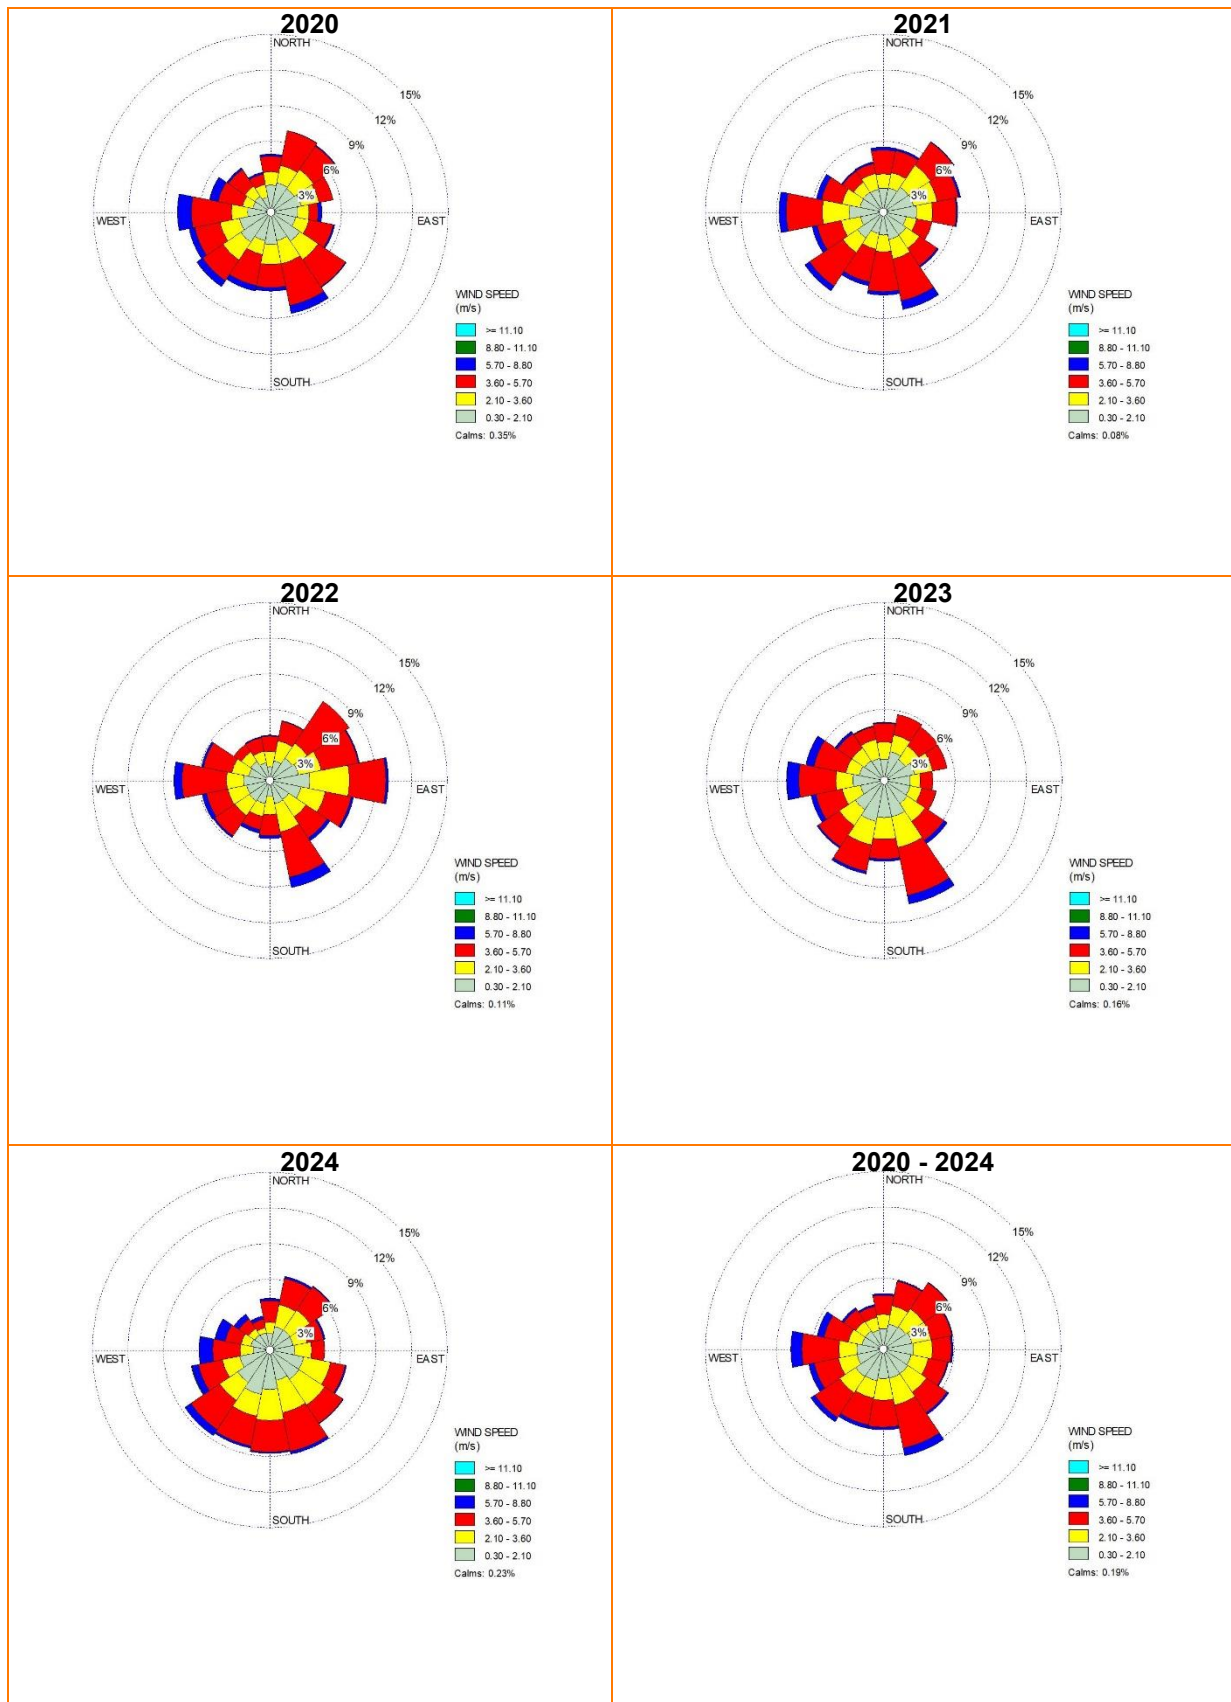 2020
NORTH
15%
12%
9%
6%
3%
WEST
EAST
SOUTH
WIND SPEED
(m/s)
>= 11.10
8.80 - 11.10
5.70 - 8.80
3.60 - 5.70
2.10 - 3.60
0.30 - 2.10
Calms: 0.35%
2021
NORTH
15%
12%
9%
6%
3%
WEST
EAST
SOUTH
WIND SPEED
(m/s)
>= 11.10
8.80 - 11.10
5.70 - 8.80
3.60 - 5.70
2.10 - 3.60
0.30 - 2.10
Calms: 0.08%
2022
NORTH
15%
12%
9%
6%
3%
WEST
EAST
SOUTH
WIND SPEED
(m/s)
>= 11.10
8.80 - 11.10
5.70 - 8.80
3.60 - 5.70
2.10 - 3.60
0.30 - 2.10
Calms: 0.11%
2023
NORTH
15%
12%
9%
6%
3%
WEST
EAST
SOUTH
WIND SPEED
(m/s)
>= 11.10
8.80 - 11.10
5.70 - 8.80
3.60 - 5.70
2.10 - 3.60
0.30 - 2.10
Calms: 0.16%
2024
NORTH
15%
12%
9%
6%
3%
WEST
EAST
SOUTH
WIND SPEED
(m/s)
>= 11.10
8.80 - 11.10
5.70 - 8.80
3.60 - 5.70
2.10 - 3.60
0.30 - 2.10
Calms: 0.23%
2020 - 2024
NORTH
15%
12%
9%
6%
3%
WEST
EAST
SOUTH
WIND SPEED
(m/s)
>= 11.10
8.80 - 11.10
5.70 - 8.80
3.60 - 5.70
2.10 - 3.60
0.30 - 2.10
Calms: 0.19%